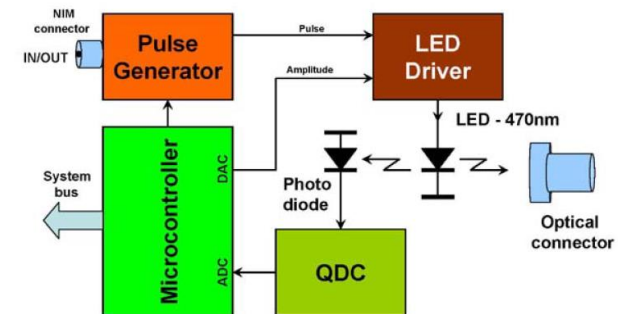 NIM
connector
IN/OUT
Pulse
Generator
Pulse
Amplitude
LED
Driver
LED - 470nm
System
bus
Microcontroller
DAC
ADC
Photo
diode
QDC
Optical
connector